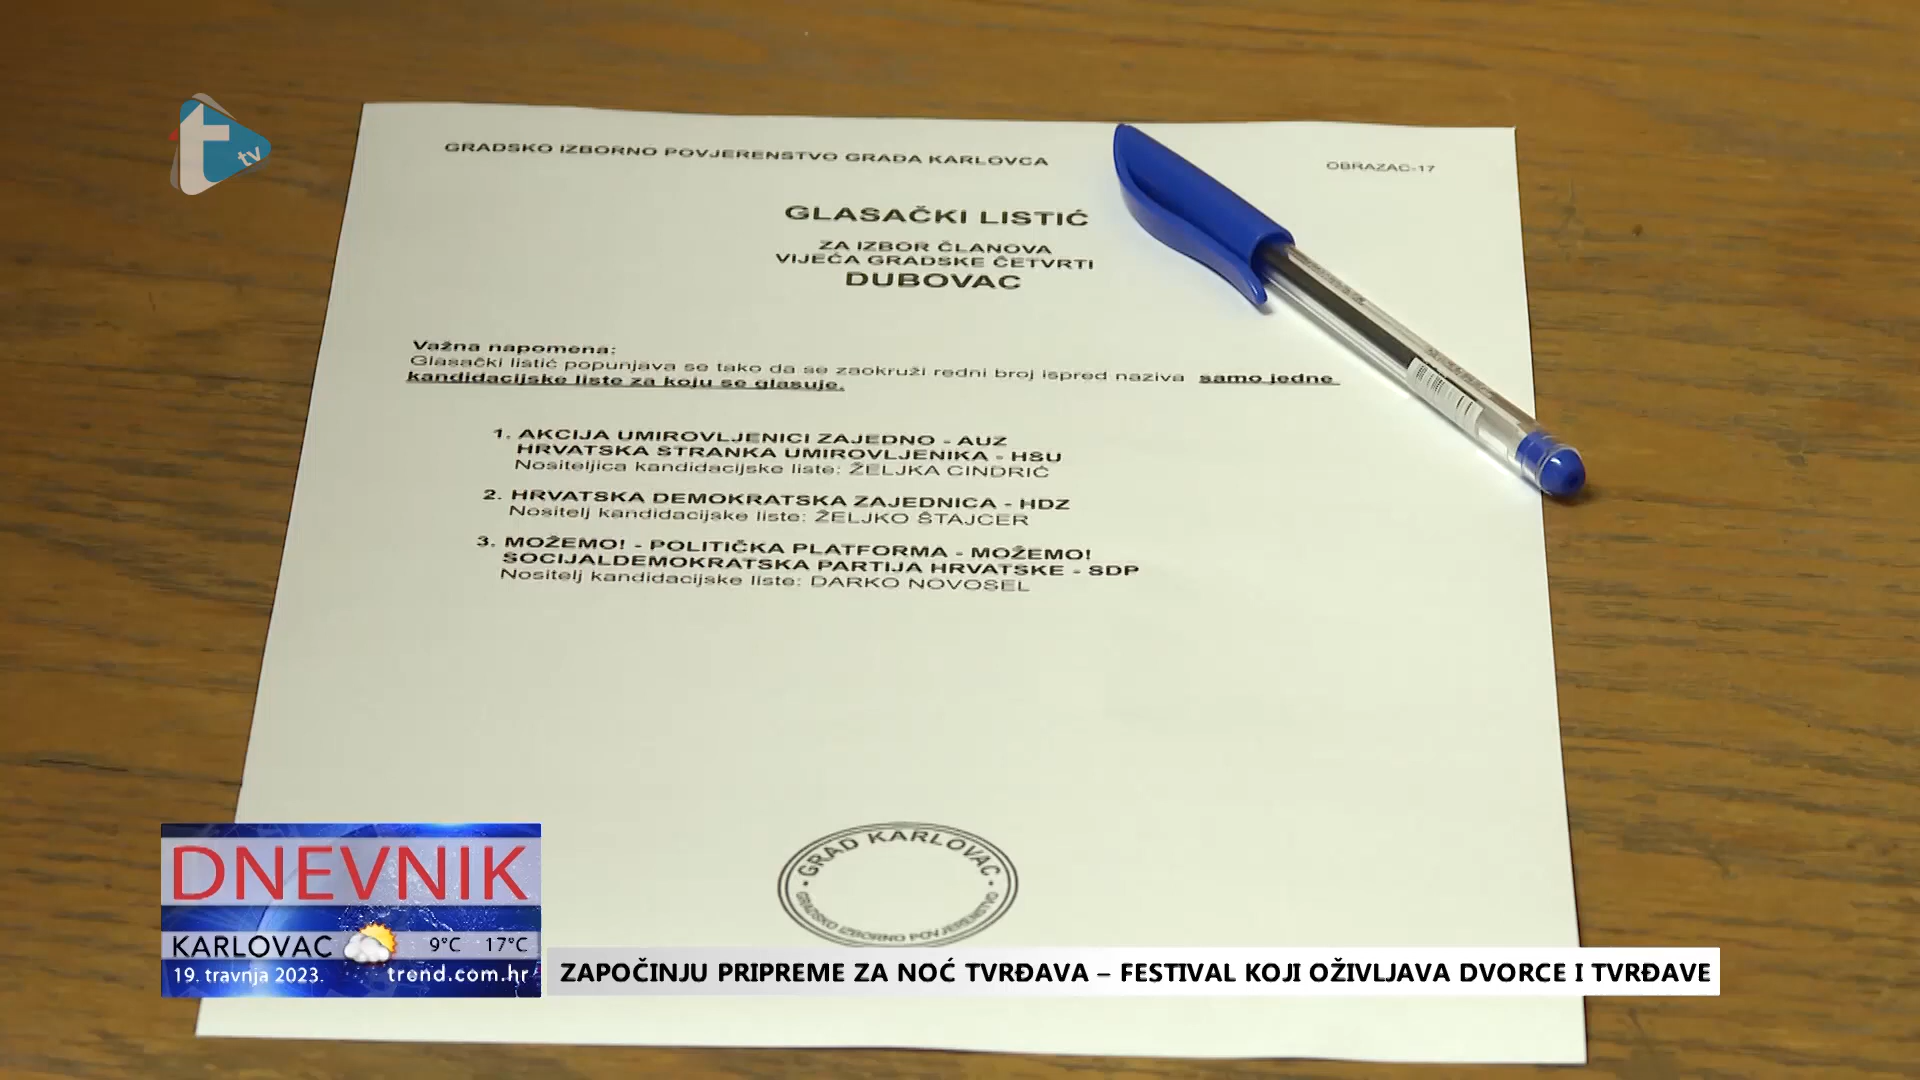 t tv
GRADSKO IZBORNO POVJERENSTVO GRADA KARLOVCA
OBRAZAC-17
GLASAČKI LISTIĆ
ZA IZBOR ČLANOVA
VIJEĆA GRADSKE ČETVRTI
DUBOVAC
Važna napomena:
Glasački listić popunjava se tako da se zaokruži redni broj ispred naziva samo jedne
kandidacijske liste za koju se glasuje.
1. AKCIJA UMIROVLJENICI ZAJEDNO - AUZ
HRVATSKA STRANKA UMIROVLJENIKA - HSU
Nositeljica kandidacijske liste: ŽELJKA CINDRIĆ
2. HRVATSKA DEMOKRATSKA ZAJEDNICA - HDZ
Nositelj kandidacijske liste: ŽELJKO ŠTAJCER
3. MOŽEMO! - POLITIČKA PLATFORMA - MOŽEMO!
SOCIJALDEMOKRATSKA PARTIJA HRVATSKE - SDP
Nositelj kandidacijske liste: DARKO NOVOSEL
GRAD KARLOVAC
GRADSKO IZBORNO POVJERENSTVO
DNEVNIK
KARLOVAC 9°C 17°C
19. travnja 2023. trend.com.hr
ZAPOČINJU PRIPREME ZA NOĆ TVRĐAVA – FESTIVAL KOJI OŽIVLJAVA DVORCE I TVRĐAVE